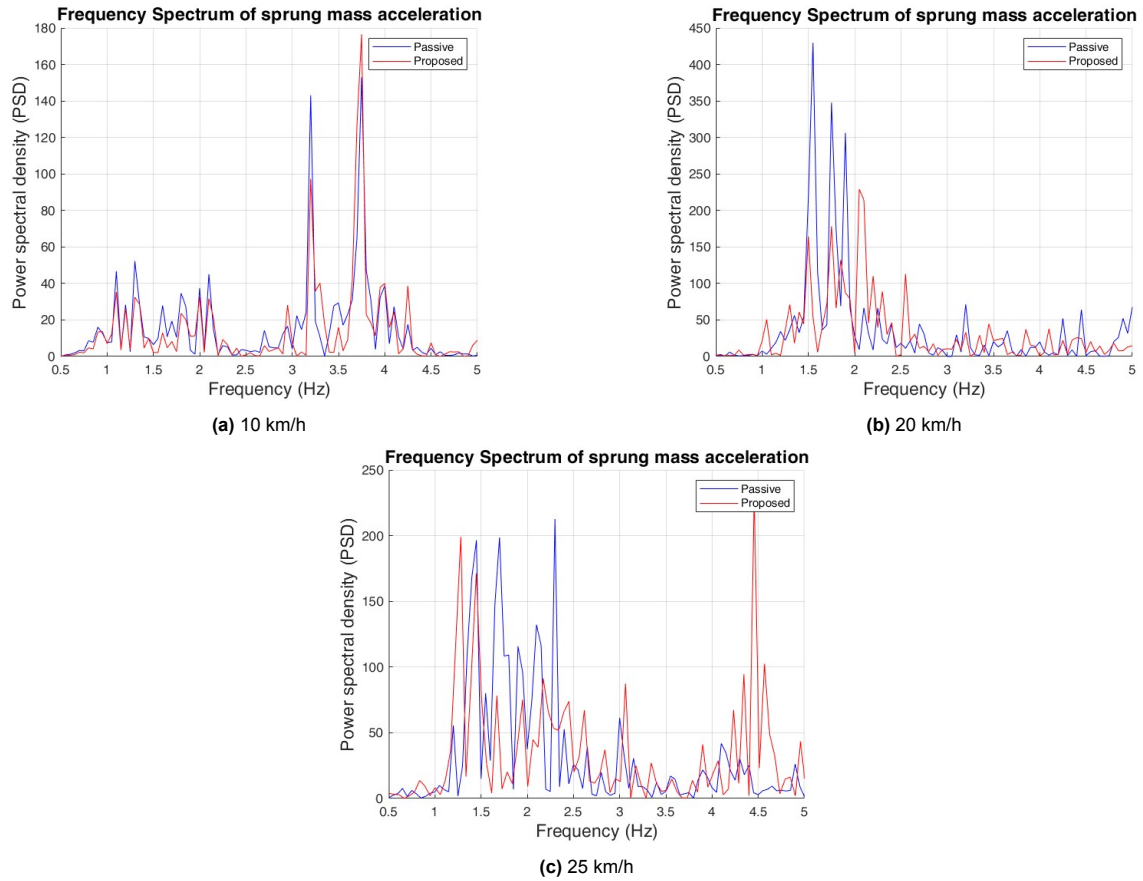 Frequency Spectrum of sprung mass acceleration
Power spectral density (PSD)
180
160
140
120
100
80
60
40
20
0
0.5 1 1.5 2 2.5 3 3.5 4 4.5 5
Frequency (Hz)
Passive
Proposed
(a) 10 km/h
Frequency Spectrum of sprung mass acceleration
Power spectral density (PSD)
450
400
350
300
250
200
150
100
50
0
0.5 1 1.5 2 2.5 3 3.5 4 4.5 5
Frequency (Hz)
Passive
Proposed
(b) 20 km/h
Frequency Spectrum of sprung mass acceleration
Power spectral density (PSD)
250
200
150
100
50
0
0.5 1 1.5 2 2.5 3 3.5 4 4.5 5
Frequency (Hz)
Passive
Proposed
(c) 25 km/h